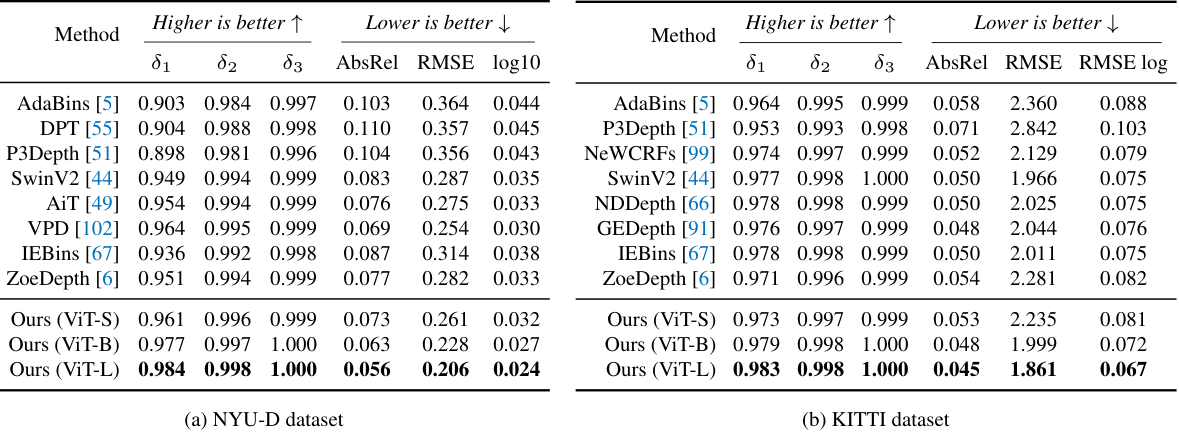 Method Higher is better ↑ Lower is better ↓
δ1 δ2 δ3 AbsRel RMSE log10
AdaBins [5] 0.903 0.984 0.997 0.103 0.364 0.044
DPT [55] 0.904 0.988 0.998 0.110 0.357 0.045
P3Depth [51] 0.898 0.981 0.996 0.104 0.356 0.043
SwinV2 [44] 0.949 0.994 0.999 0.083 0.287 0.035
AiT [49] 0.954 0.994 0.999 0.076 0.275 0.033
VPD [102] 0.964 0.995 0.999 0.069 0.254 0.030
IEBins [67] 0.936 0.992 0.998 0.087 0.314 0.038
ZoeDepth [6] 0.951 0.994 0.999 0.077 0.282 0.033
Ours (ViT-S) 0.961 0.996 0.999 0.073 0.261 0.032
Ours (ViT-B) 0.977 0.997 1.000 0.063 0.228 0.027
Ours (ViT-L) 0.984 0.998 1.000 0.056 0.206 0.024
(a) NYU-D dataset
Method Higher is better ↑ Lower is better ↓
δ1 δ2 δ3 AbsRel RMSE RMSE log
AdaBins [5] 0.964 0.995 0.999 0.058 2.360 0.088
P3Depth [51] 0.953 0.993 0.998 0.071 2.842 0.103
NeWCRFs [99] 0.974 0.997 0.999 0.052 2.129 0.079
SwinV2 [44] 0.977 0.998 1.000 0.050 1.966 0.075
NDDepth [66] 0.978 0.998 0.999 0.050 2.025 0.075
GEDepth [91] 0.976 0.997 0.999 0.048 2.044 0.076
IEBins [67] 0.978 0.998 0.999 0.050 2.011 0.075
ZoeDepth [6] 0.971 0.996 0.999 0.054 2.281 0.082
Ours (ViT-S) 0.973 0.997 0.999 0.053 2.235 0.081
Ours (ViT-B) 0.979 0.998 1.000 0.048 1.999 0.072
Ours (ViT-L) 0.983 0.998 1.000 0.045 1.861 0.067
(b) KITTI dataset